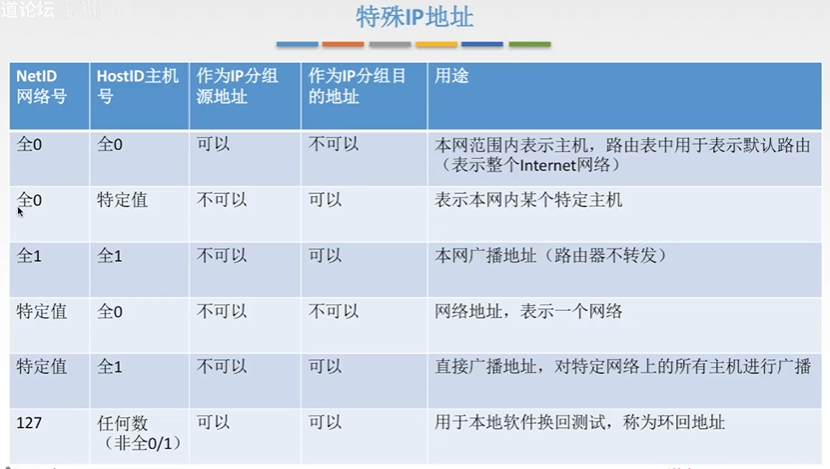 道论坛
特殊IP地址
NetID 网络号 HostID主机号 作为IP分组源地址 作为IP分组目的地址 用途
全0 全0 可以 不可以 本网范围内表示主机，路由表中用于表示默认路由（表示整个Internet网络）
全0 特定值 不可以 可以 表示本网内某个特定主机
全1 全1 不可以 可以 本网广播地址（路由器不转发）
特定值 全0 不可以 不可以 网络地址，表示一个网络
特定值 全1 不可以 可以 直接广播地址，对特定网络上的所有主机进行广播
127 任何数（非全0/1） 可以 可以 用于本地软件换回测试，称为环回地址